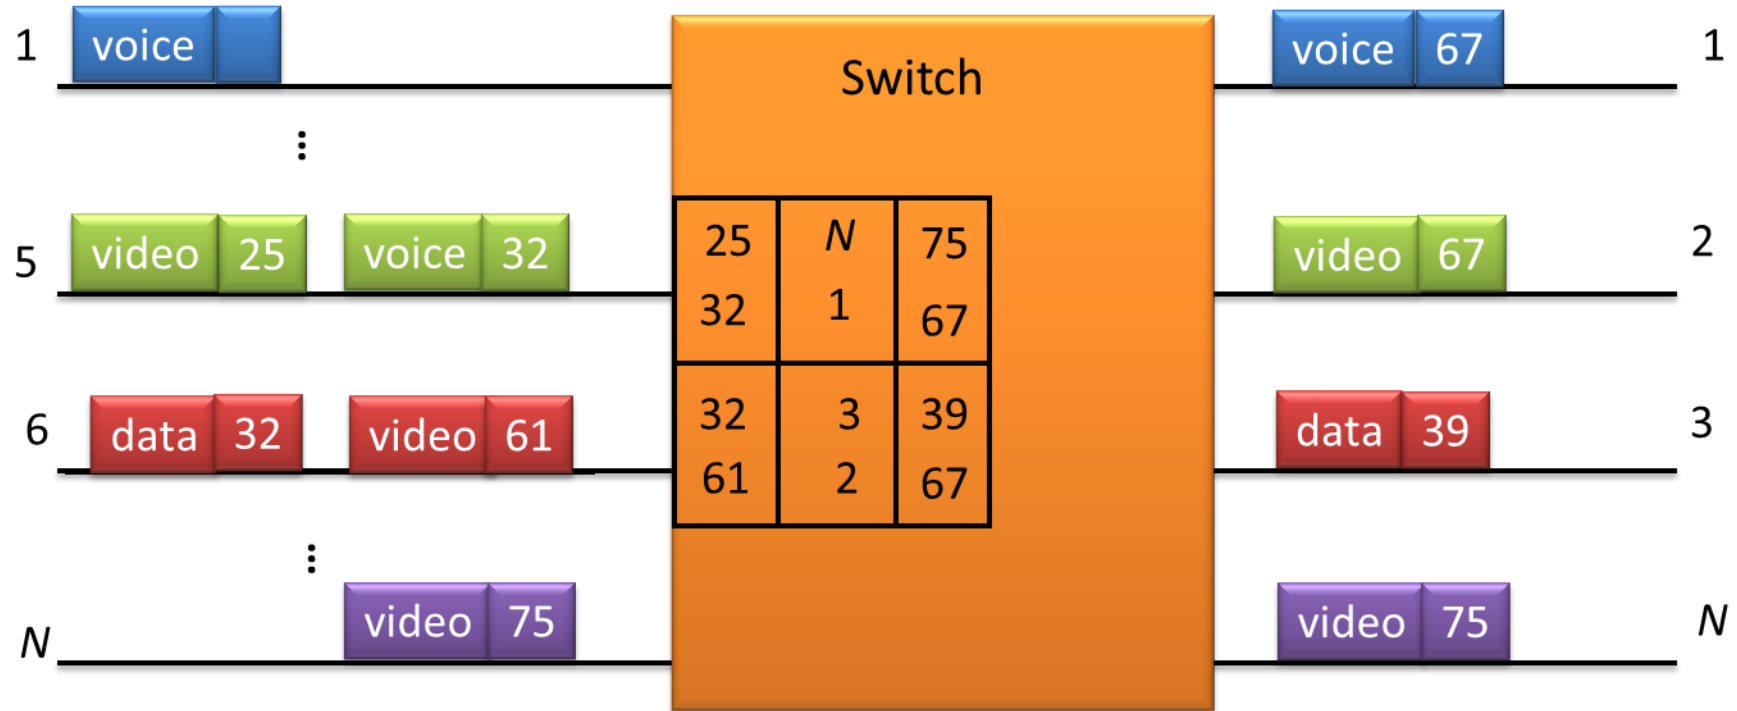 1 voice
Switch
voice 67 1
5 video 25 voice 32
25 N 75
32 1 67
video 67 2
6 data 32 video 61
32 3 39
61 2 67
data 39 3
N video 75
video 75 N